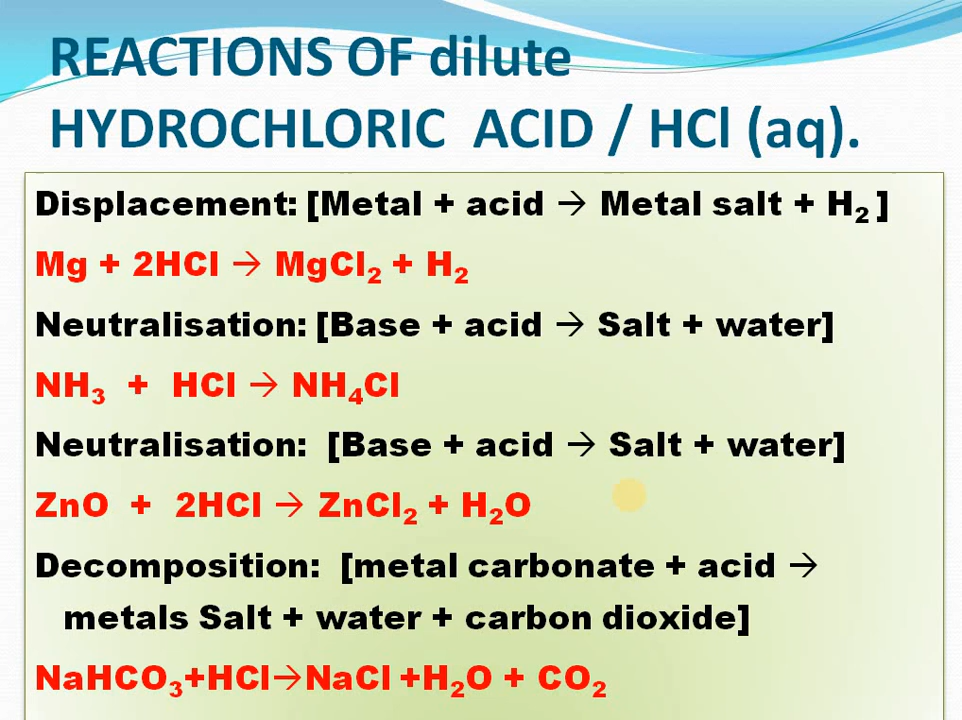 REACTIONS OF dilute
HYDROCHLORIC ACID / HCl (aq).
Displacement: [Metal + acid → Metal salt + H₂ ]
Mg + 2HCl → MgCl₂ + H₂
Neutralisation: [Base + acid → Salt + water]
NH₃ + HCl → NH₄Cl
Neutralisation: [Base + acid → Salt + water]
ZnO + 2HCl → ZnCl₂ + H₂O
Decomposition: [metal carbonate + acid →
metals Salt + water + carbon dioxide]
NaHCO₃+HCl→NaCl +H₂O + CO₂